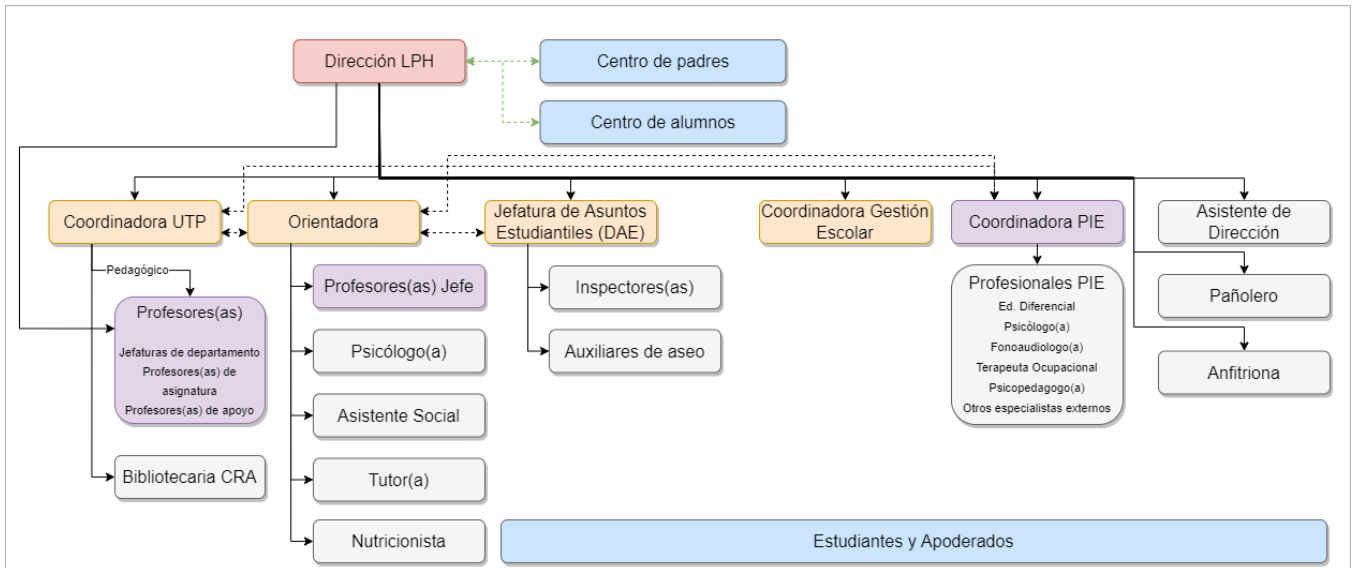 Dirección LPH
Centro de padres
Centro de alumnos
Coordinadora UTP
Orientadora
Jefatura de Asuntos
Estudiantiles (DAE)
Coordinadora Gestión
Escolar
Coordinadora PIE
Asistente de
Dirección
Pedagógico
Profesores(as)
Jefaturas de departamento
Profesores(as) de
asignatura
Profesores(as) de apoyo
Bibliotecaria CRA
Profesores(as) Jefe
Psicólogo(a)
Asistente Social
Tutor(a)
Nutricionista
Inspectores(as)
Auxiliares de aseo
Profesionales PIE
Ed. Diferencial
Psicólogo(a)
Fonoaudiologo(a)
Terapeuta Ocupacional
Psicopedagogo(a)
Otros especialistas externos
Pañolero
Anfitriona
Estudiantes y Apoderados